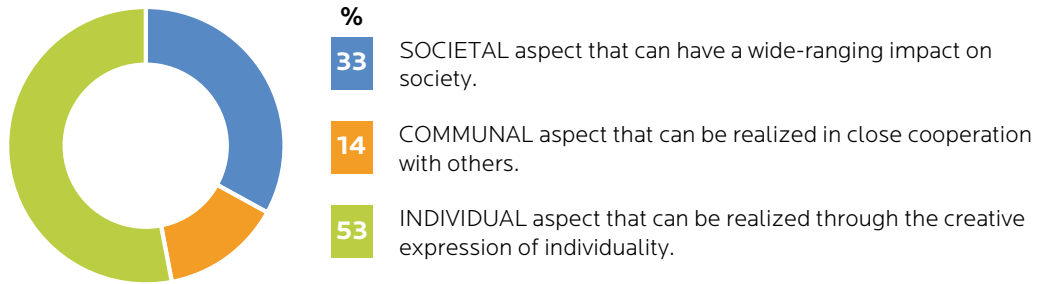 %
33
SOCIETAL aspect that can have a wide-ranging impact on
society.
14
COMMUNAL aspect that can be realized in close cooperation
with others.
53
INDIVIDUAL aspect that can be realized through the creative
expression of individuality.